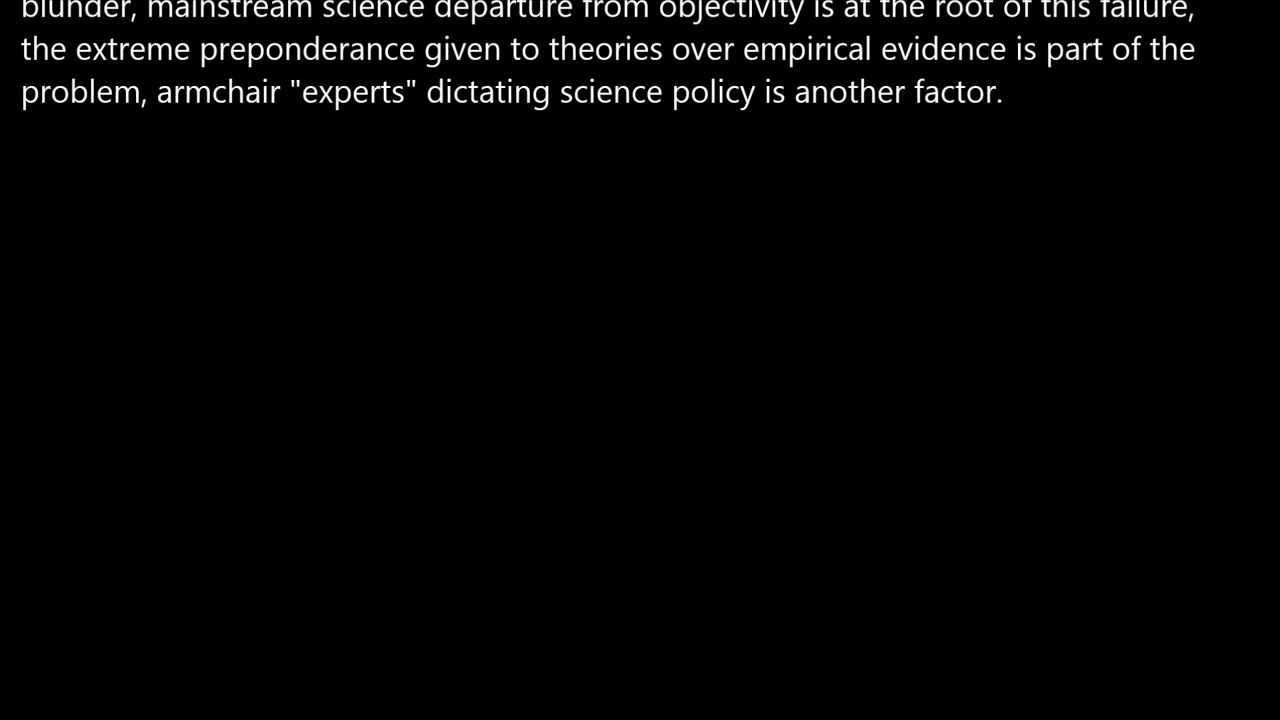 blunder, mainstream science departure from objectivity is at the root of this failure,
the extreme preponderance given to theories over empirical evidence is part of the
problem, armchair "experts" dictating science policy is another factor.